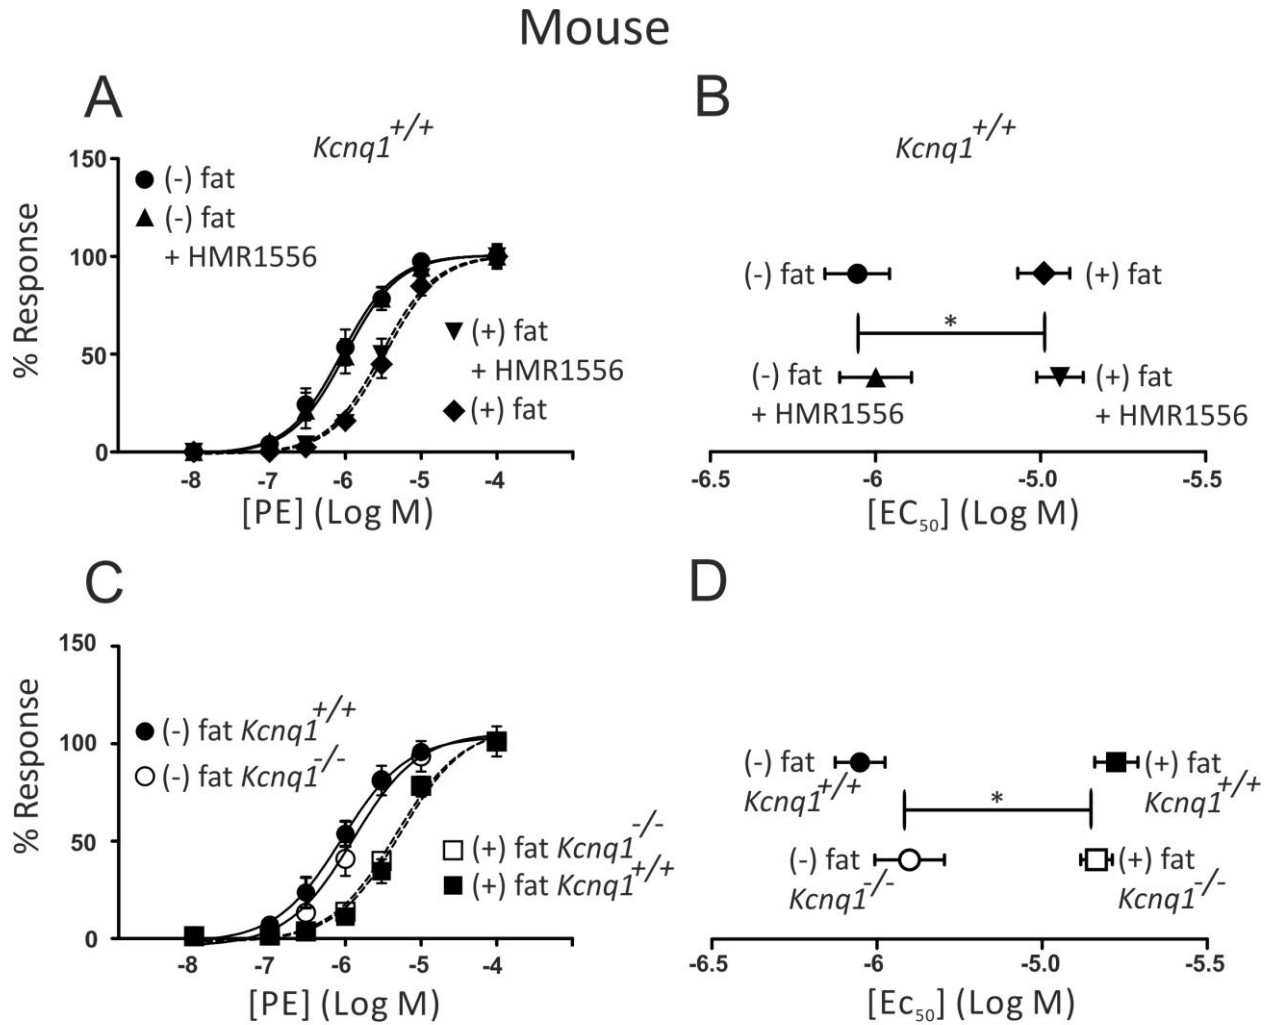 Mouse
A
Kcnq1+/+
150
100
50
0
% Response
(-) fat
(-) fat
+ HMR1556
(+) fat
+ HMR1556
(+) fat
-8 -7 -6 -5 -4
[PE] (Log M)
B
Kcnq1+/+
(-) fat
(+) fat
*
(-) fat
+ HMR1556
(+) fat
+ HMR1556
-6.5 -6 -5.0 -5.5
[EC50] (Log M)
C
150
100
50
0
% Response
(-) fat Kcnq1+/+
(-) fat Kcnq1-/-
(+) fat Kcnq1-/-
(+) fat Kcnq1+/+
-8 -7 -6 -5 -4
[PE] (Log M)
D
(-) fat
Kcnq1+/+
(+) fat
Kcnq1+/+
*
(-) fat
Kcnq1-/-
(+) fat
Kcnq1-/-
-6.5 -6 -5.0 -5.5
[Ec50] (Log M)